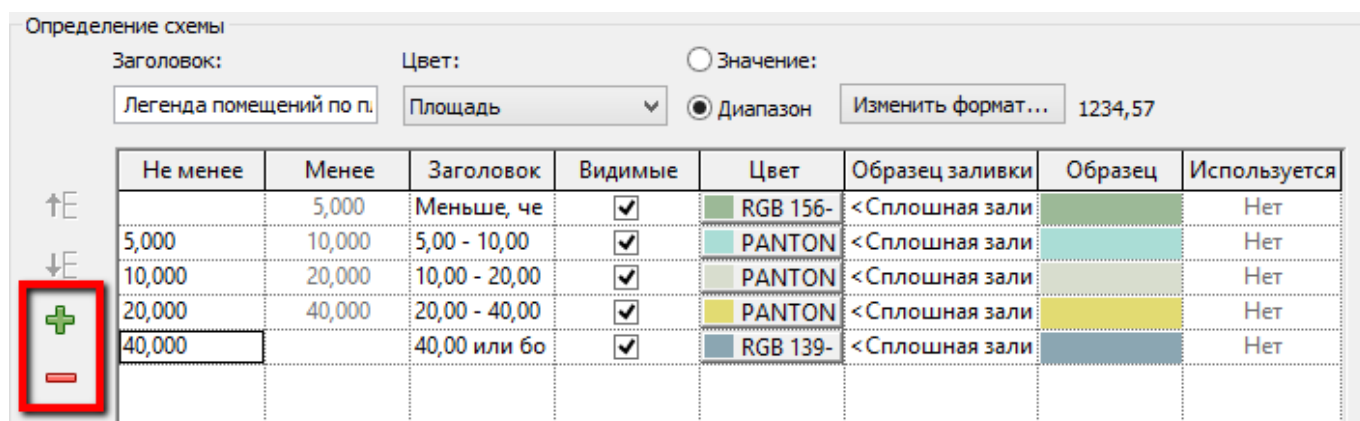 Определение схемы
Заголовок: Цвет: Значение:
Легенда помещений по пл Площадь Диапазон Изменить формат... 1234,57
Не менее Менее Заголовок Видимые Цвет Образец заливки Образец Используется
5,000 Меньше, че RGB 156- <Сплошная зали Нет
5,000 10,000 5,00 - 10,00 PANTON <Сплошная зали Нет
10,000 20,000 10,00 - 20,00 PANTON <Сплошная зали Нет
20,000 40,000 20,00 - 40,00 PANTON <Сплошная зали Нет
40,000 40,00 или бо RGB 139- <Сплошная зали Нет